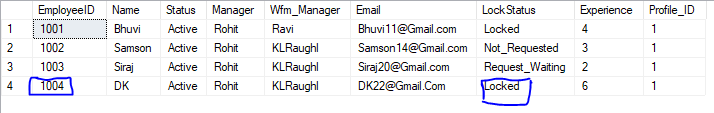 EmployeeID Name Status Manager Wfm_Manager Email LockStatus Experience Profile_ID
1 1001 Bhuvi Active Rohit Ravi Bhuvi11@Gmail.com Locked 4 1
2 1002 Samson Active Rohit KLRaughl Samson14@Gmail.com Not_Requested 3 1
3 1003 Siraj Active Rohit KLRaughl Siraj20@Gmail.com Request_Waiting 2 1
4 1004 DK Active Rohit KLRaughl DK22@Gmail.Com Locked 6 1